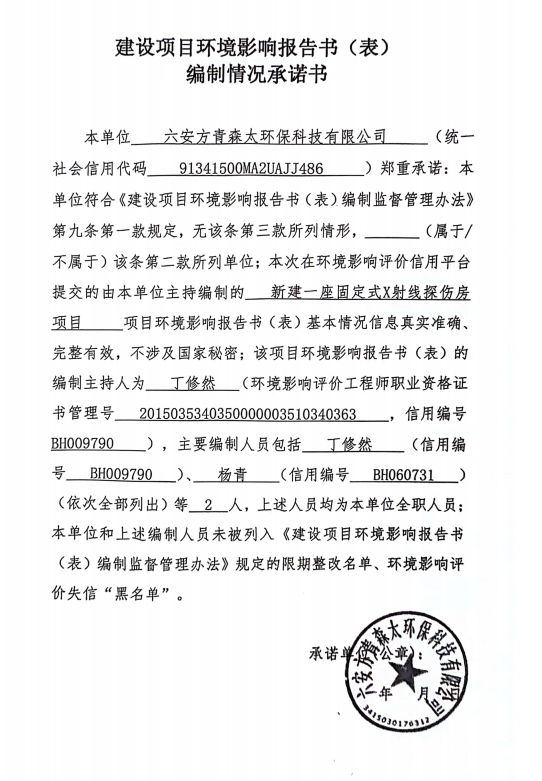 建设项目环境影响报告书（表）
编制情况承诺书
本单位 六安方青森太环保科技有限公司 （统一
社会信用代码 91341500MA2UAJJ486 ）郑重承诺：本
单位符合《建设项目环境影响报告书（表）编制监督管理办法》
第九条第一款规定，无该条第三款所列情形，______（属于/
不属于）该条第二款所列单位；本次在环境影响评价信用平台
提交的由本单位主持编制的 新建一座固定式X射线探伤房
项目 项目环境影响报告书（表）基本情况信息真实准确、
完整有效，不涉及国家秘密；该项目环境影响报告书（表）的
编制主持人为 丁修然 （环境影响评价工程师职业资格证
书管理号 2015035340350000003510340363 ，信用编号
BH009790 ），主要编制人员包括 丁修然 （信用编
号 BH009790 ）、 杨青 （信用编号 BH060731 ）
（依次全部列出）等 2 人，上述人员均为本单位全职人员；
本单位和上述编制人员未被列入《建设项目环境影响报告书
（表）编制监督管理办法》规定的限期整改名单、环境影响评
价失信“黑名单”。
承诺单 （公章）：
年 月
六安方青森太环保科技有限公司
3415030176312